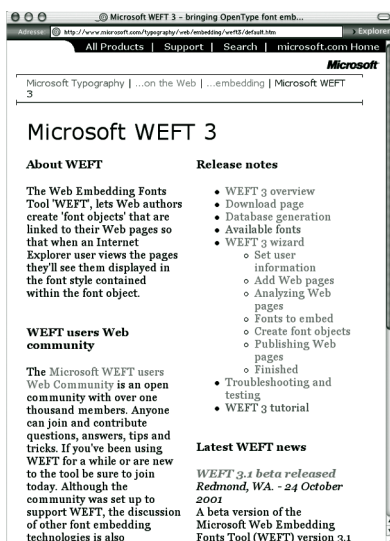 @ Microsoft WEFT 3 - bringing OpenType font emb...
Adresse @ http://www.microsoft.com/typography/web/embedding/weft3/default.htm Explorer
All Products | Support | Search | microsoft.com Home
Microsoft
Microsoft Typography | ...on the Web | ...embedding | Microsoft WEFT
3
Microsoft WEFT 3
About WEFT
The Web Embedding Fonts
Tool 'WEFT', lets Web authors
create 'font objects' that are
linked to their Web pages so
that when an Internet
Explorer user views the pages
they'll see them displayed in
the font style contained
within the font object.
WEFT users Web
community
The Microsoft WEFT users
Web Community is an open
community with over one
thousand members. Anyone
can join and contribute
questions, answers, tips and
tricks. If you've been using
WEFT for a while or are new
to the tool be sure to join
today. Although the
community was set up to
support WEFT, the discussion
of other font embedding
technologies is also
Release notes
• WEFT 3 overview
• Download page
• Database generation
• Available fonts
• WEFT 3 wizard
○ Set user
information
○ Add Web pages
○ Analyzing Web
pages
○ Fonts to embed
○ Create font objects
○ Publishing Web
pages
○ Finished
• Troubleshooting and
testing
• WEFT 3 tutorial
Latest WEFT news
WEFT 3.1 beta released
Redmond, WA. - 24 October
2001
A beta version of the
Microsoft Web Embedding
Fonts Tool (WEFT) version 3.1